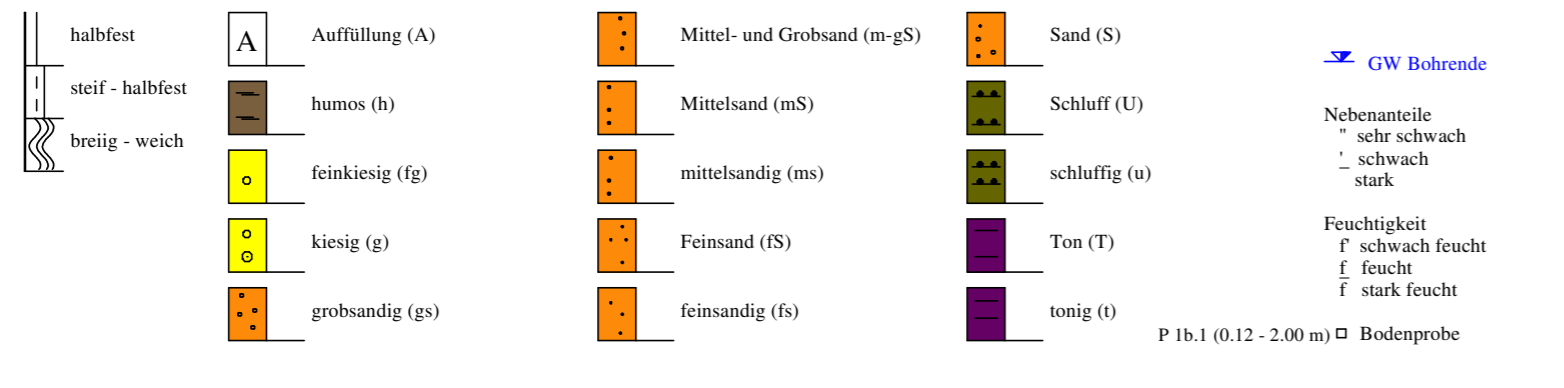 halbfest
steif - halbfest
breiig - weich
A
Auffüllung (A)
humos (h)
feinkiesig (fg)
kiesig (g)
grobsandig (gs)
Mittel- und Grobsand (m-gS)
Mittelsand (mS)
mittelsandig (ms)
Feinsand (fS)
feinsandig (fs)
Sand (S)
Schluff (U)
schluffig (u)
Ton (T)
tonig (t)
GW Bohrende
Nebenanteile
" sehr schwach
' schwach
_ stark
Feuchtigkeit
f' schwach feucht
f feucht
f̄ stark feucht
P 1b.1 (0.12 - 2.00 m) Bodenprobe